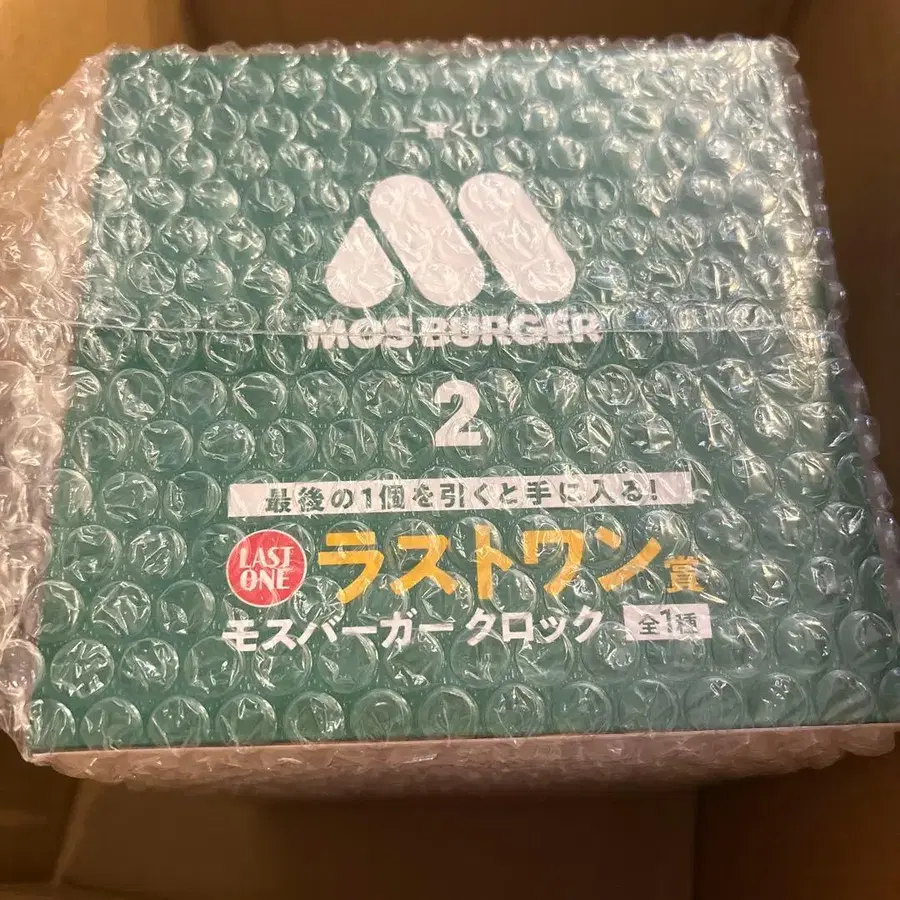 一番くじ
MOS BURGER
2
最後の1個を引くと手に入る!
LAST ONE ラストワン賞
モスバーガー クロック 全1種